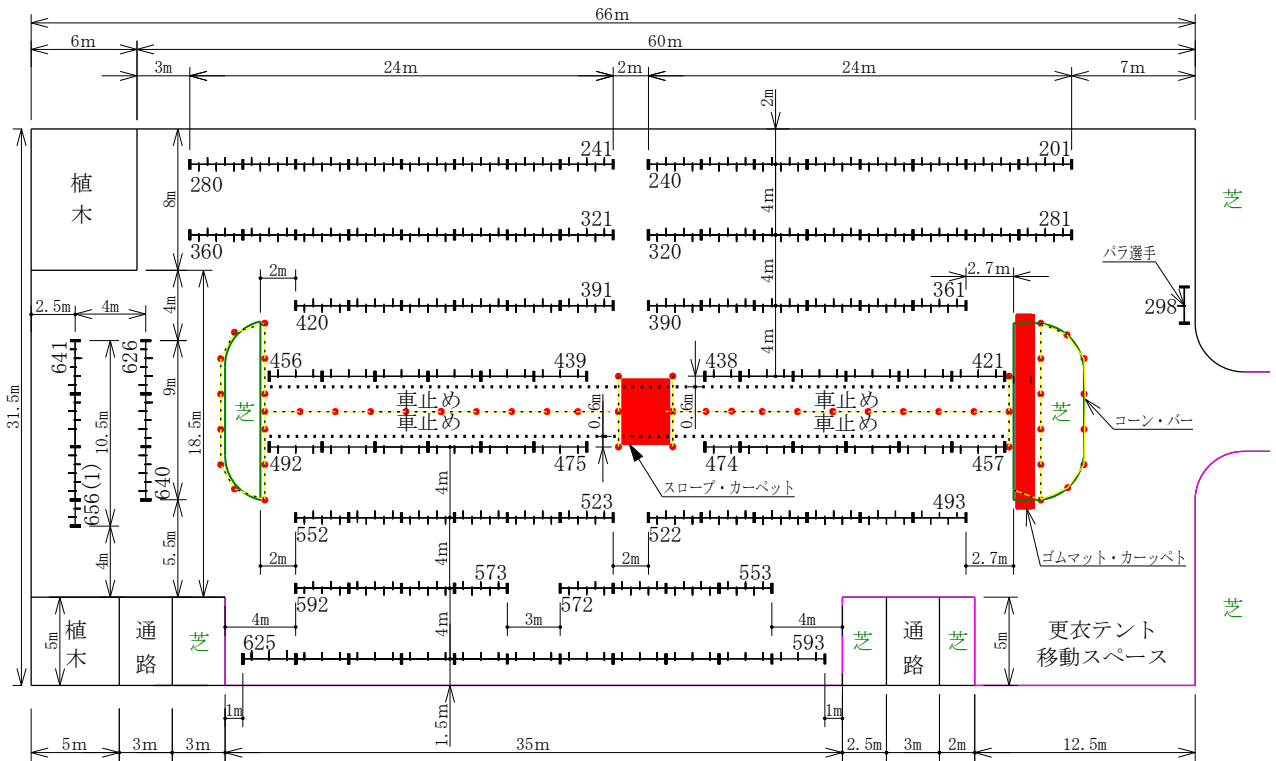 66m
6m
60m
3m
24m
2m
24m
7m
2m
植
木
8m
280
241
240
201
芝
4m
360
321
320
281
パラ選手
298
2m
4m
2.7m
420
391
390
361
2.5m
4m
4m
641
626
456
439
438
421
4m
31.5m
10.5m
9m
18.5m
芝
車止め
車止め
0.6m
0.6m
車止め
車止め
芝
コーン・バー
656(1)
640
492
475
474
457
スロープ・カーペット
4m
4m
5.5m
552
523
522
493
2m
2m
2.7m
ゴムマット・カーッペト
592
573
572
553
4m
4m
3m
4m
5m
植
木
通
路
芝
625
593
芝
通
路
芝
5m
更衣テント
移動スペース
芝
1m
1.5m
1m
5m
3m
3m
35m
2.5m
3m
2m
12.5m